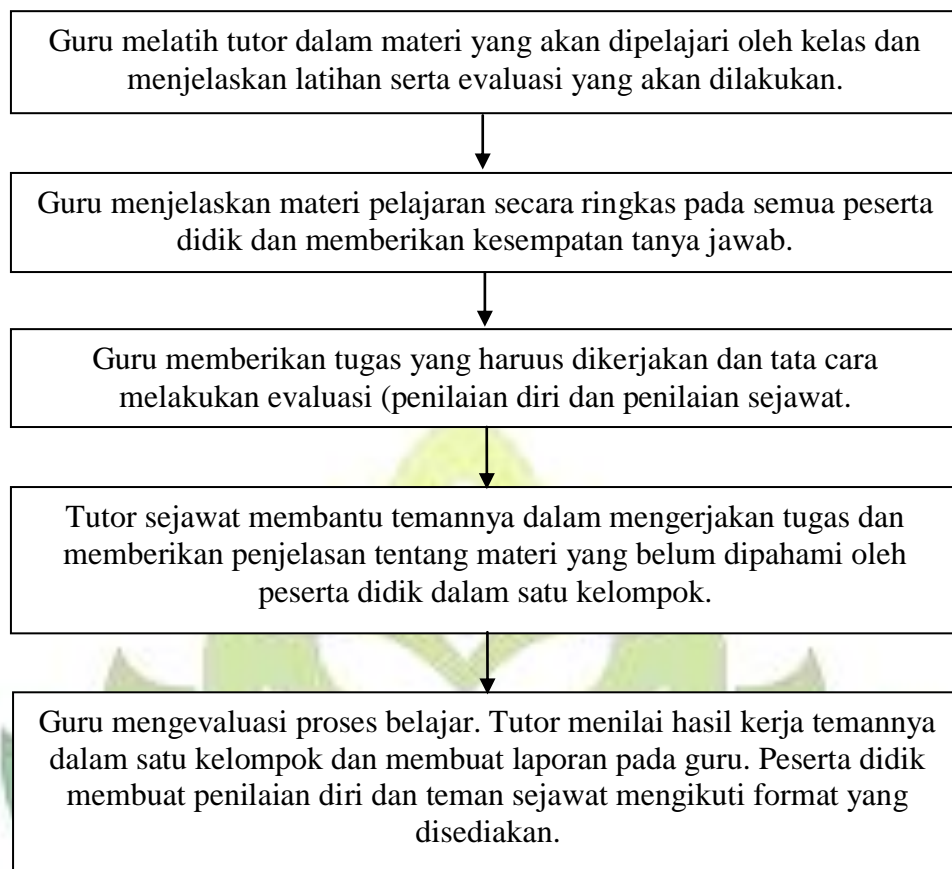 Guru melatih tutor dalam materi yang akan dipelajari oleh kelas dan
menjelaskan latihan serta evaluasi yang akan dilakukan.
Guru menjelaskan materi pelajaran secara ringkas pada semua peserta
didik dan memberikan kesempatan tanya jawab.
Guru memberikan tugas yang haruus dikerjakan dan tata cara
melakukan evaluasi (penilaian diri dan penilaian sejawat.
Tutor sejawat membantu temannya dalam mengerjakan tugas dan
memberikan penjelasan tentang materi yang belum dipahami oleh
peserta didik dalam satu kelompok.
Guru mengevaluasi proses belajar. Tutor menilai hasil kerja temannya
dalam satu kelompok dan membuat laporan pada guru. Peserta didik
membuat penilaian diri dan teman sejawat mengikuti format yang
disediakan.